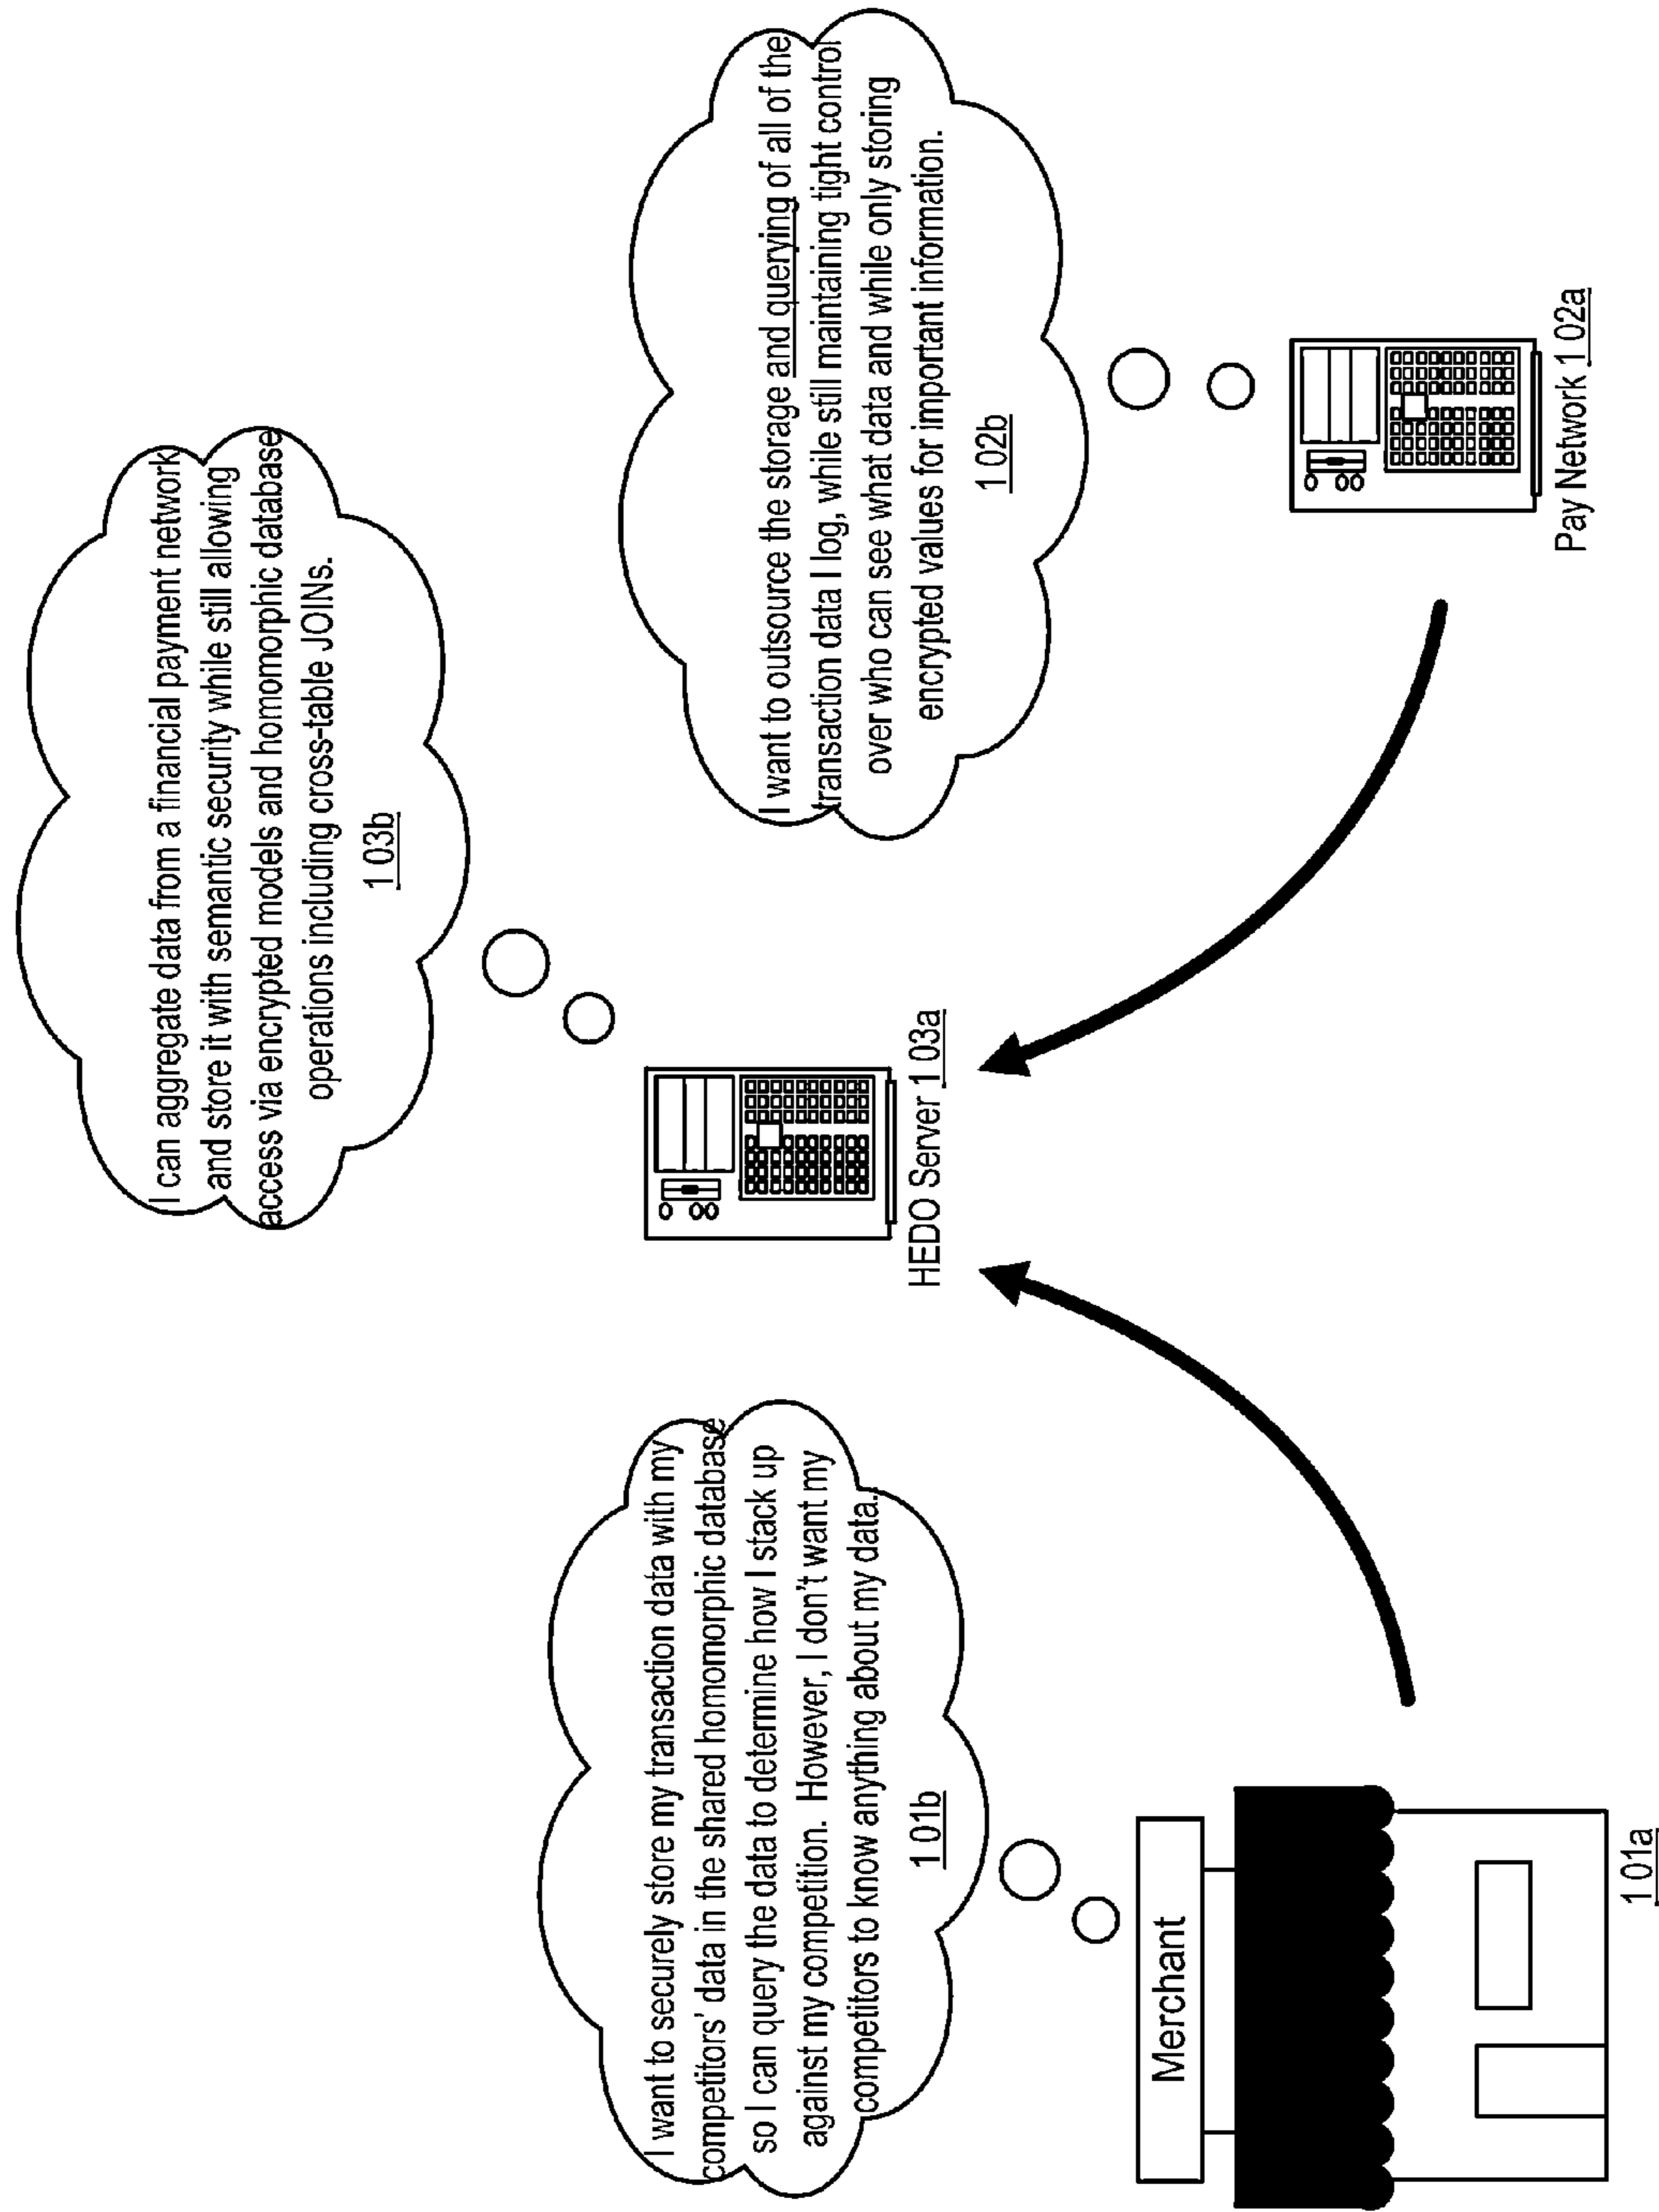 I can aggregate data from a financial payment network
and store it with semantic security while still allowing
access via encrypted models and homomorphic database
operations including cross-table JOINs.
103b
I want to securely store my transaction data with my
competitors' data in the shared homomorphic database
so I can query the data to determine how I stack up
against my competition. However, I don't want my
competitors to know anything about my data.
101b
I want to outsource the storage and querying of all of the
transaction data I log, while still maintaining tight control
over who can see what data and while only storing
encrypted values for important information.
102b
HEDO Server 103a
Merchant
101a
Pay Network 102a